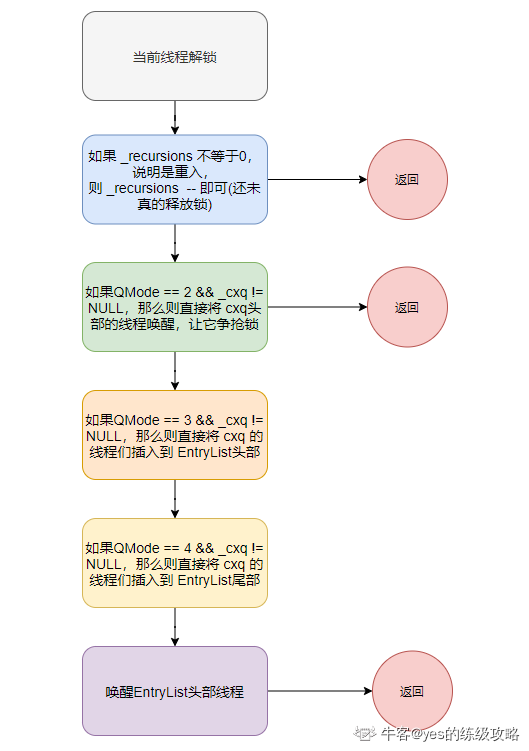 当前线程解锁
如果 _recursions 不等于0，
说明是重入，
则 _recursions -- 即可(还未
真的释放锁)
返回
如果QMode == 2 && _cxq !=
NULL，那么则直接将 cxq头
部的线程唤醒，让它争抢锁
返回
如果QMode == 3 && _cxq !=
NULL，那么则直接将 cxq 的
线程们插入到 EntryList头部
如果QMode == 4 && _cxq !=
NULL，那么则直接将 cxq 的
线程们插入到 EntryList尾部
唤醒EntryList头部线程
返回
牛客@yes的练级攻略